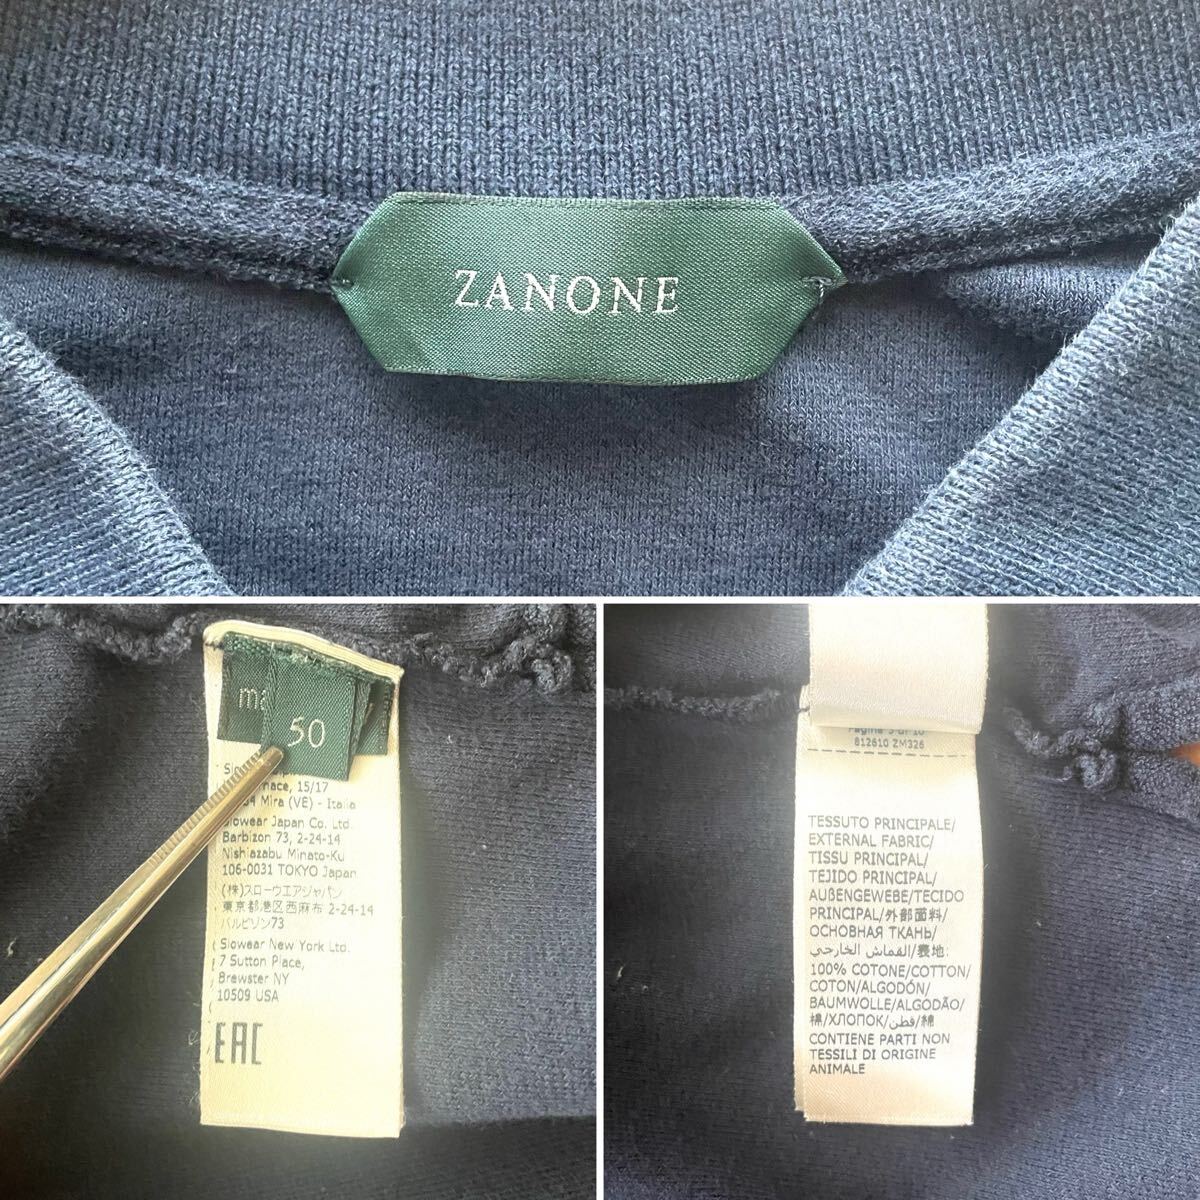 ZANONE
50
15/17
Mira (VE) - Italia
Slowear Japan Co. Ltd.
Barbizon 73, 2-24-14
Nishiazabu Minato-Ku
106-0031 TOKYO Japan
(株)スローウエアジャパン
東京都港区西麻布 2-24-14
バルビゾン73
Slowear New York Ltd.
7 Sutton Place,
Brewster NY
10509 USA
EAC
812610 ZM326
TESSUTO PRINCIPALE/
EXTERNAL FABRIC/
TISSU PRINCIPAL/
TEJIDO PRINCIPAL/
AUßENGEWEBE/TECIDO
PRINCIPAL/外部面料/
ОСНОВНАЯ ТКАНЬ/
القماش الخارجي/表地:
100% COTONE/COTTON/
COTON/ALGODÓN/
BAUMWOLLE/ALGODÃO/
棉/ХЛОПОК/قطن/綿
CONTIENE PARTI NON
TESSILI DI ORIGINE
ANIMALE